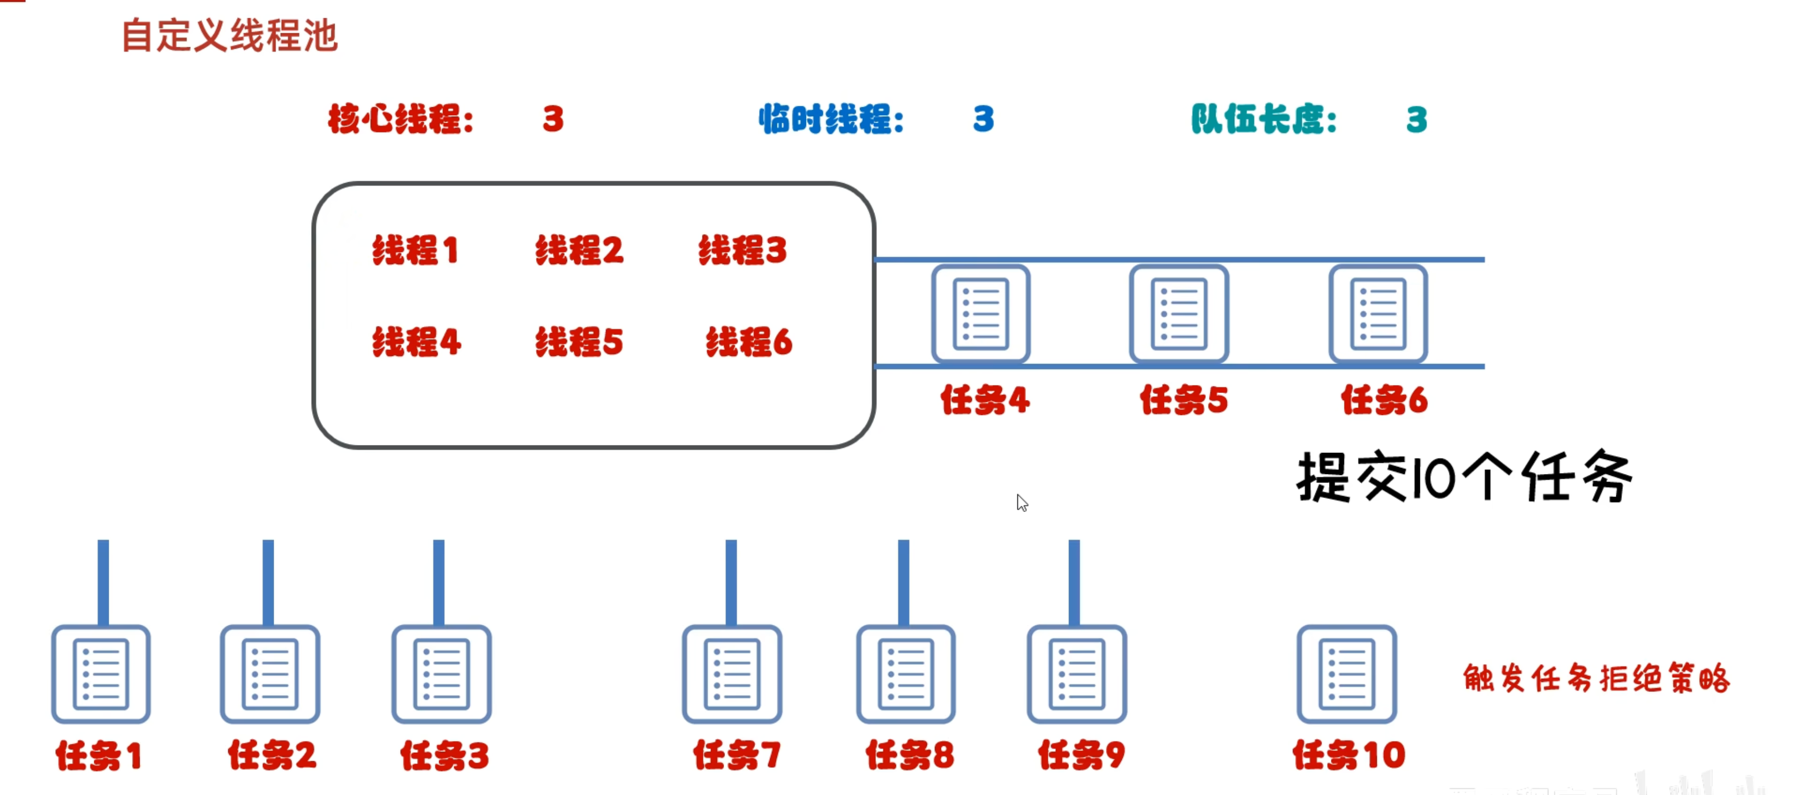 自定义线程池
核心线程： 3 临时线程： 3 队伍长度： 3
线程1 线程2 线程3
线程4 线程5 线程6
任务4 任务5 任务6
提交10个任务
触发任务拒绝策略
任务1 任务2 任务3 任务7 任务8 任务9 任务10